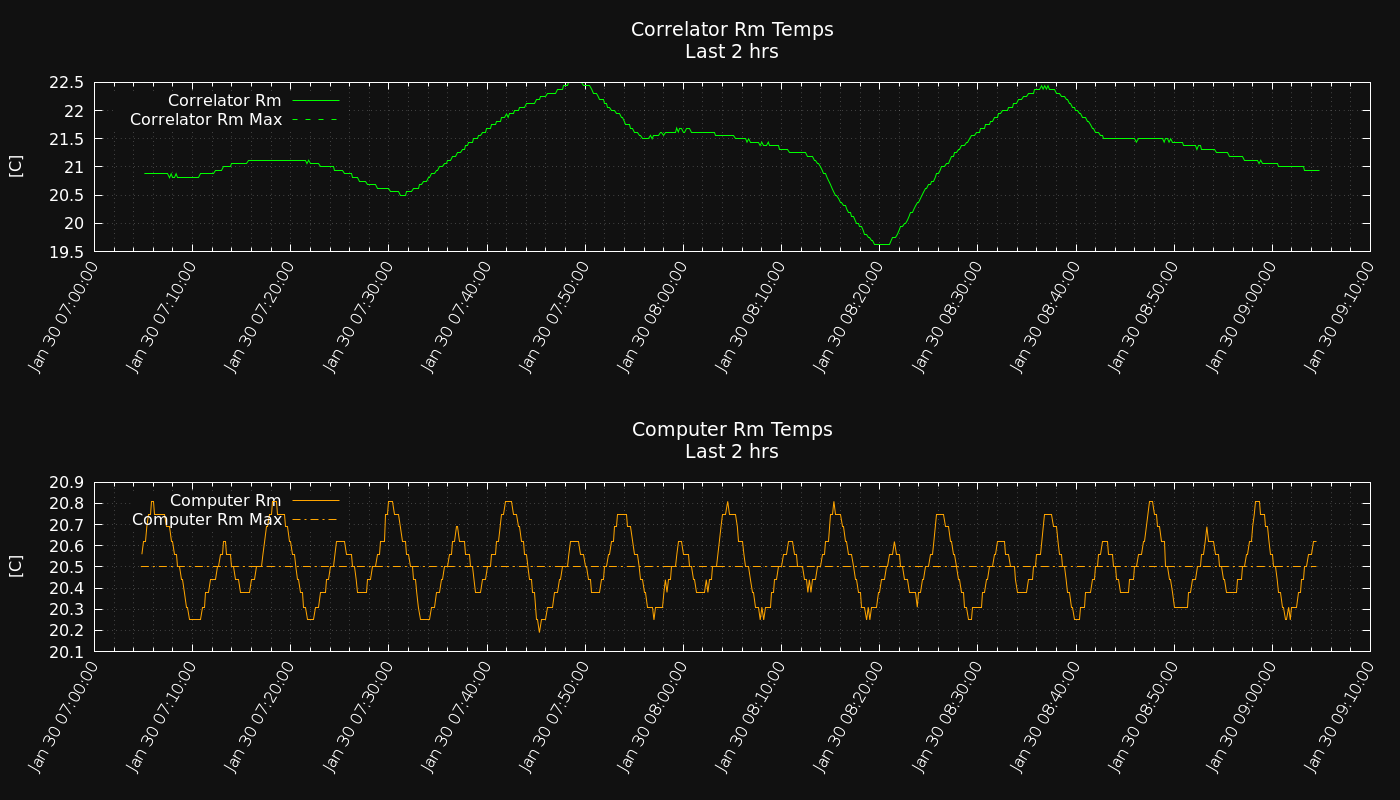 Correlator Rm Temps
Last 2 hrs
22.5
22
21.5
21
20.5
20
19.5
[C]
Correlator Rm
Correlator Rm Max
Jan 30 07:00:00
Jan 30 07:10:00
Jan 30 07:20:00
Jan 30 07:30:00
Jan 30 07:40:00
Jan 30 07:50:00
Jan 30 08:00:00
Jan 30 08:10:00
Jan 30 08:20:00
Jan 30 08:30:00
Jan 30 08:40:00
Jan 30 08:50:00
Jan 30 09:00:00
Jan 30 09:10:00
Computer Rm Temps
Last 2 hrs
20.9
20.8
20.7
20.6
20.5
20.4
20.3
20.2
20.1
[C]
Computer Rm
Computer Rm Max
Jan 30 07:00:00
Jan 30 07:10:00
Jan 30 07:20:00
Jan 30 07:30:00
Jan 30 07:40:00
Jan 30 07:50:00
Jan 30 08:00:00
Jan 30 08:10:00
Jan 30 08:20:00
Jan 30 08:30:00
Jan 30 08:40:00
Jan 30 08:50:00
Jan 30 09:00:00
Jan 30 09:10:00